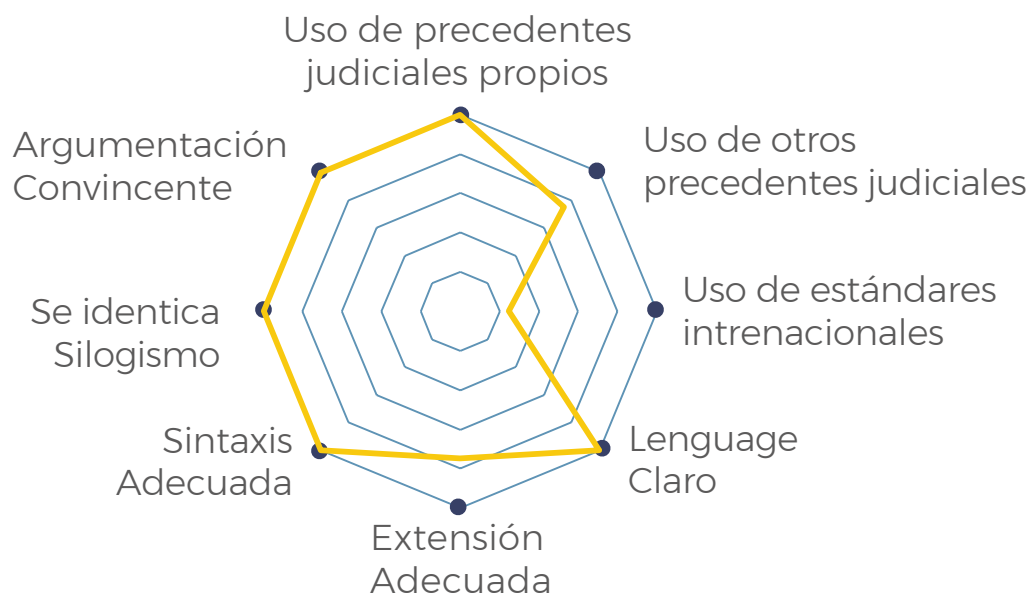 Uso de precedentes
judiciales propios
Uso de otros
precedentes judiciales
Uso de estándares
intrenacionales
Lenguage
Claro
Extensión
Adecuada
Sintaxis
Adecuada
Se identica
Silogismo
Argumentación
Convincente